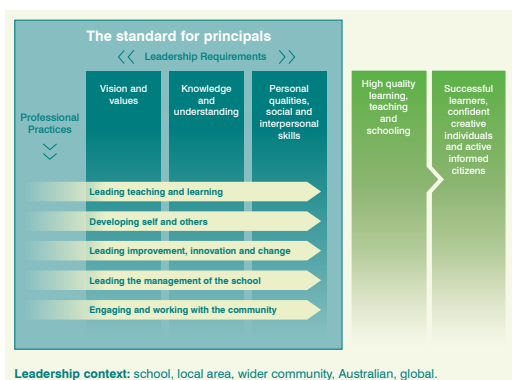 The standard for principals
Leadership Requirements
Professional
Practices
Vision and
values
Knowledge
and
understanding
Personal
qualities,
social and
interpersonal
skills
High quality
learning,
teaching
and
schooling
Successful
learners,
confident
creative
individuals
and active
informed
citizens
Leading teaching and learning
Developing self and others
Leading improvement, innovation and change
Leading the management of the school
Engaging and working with the community
Leadership context: school, local area, wider community, Australian, global.